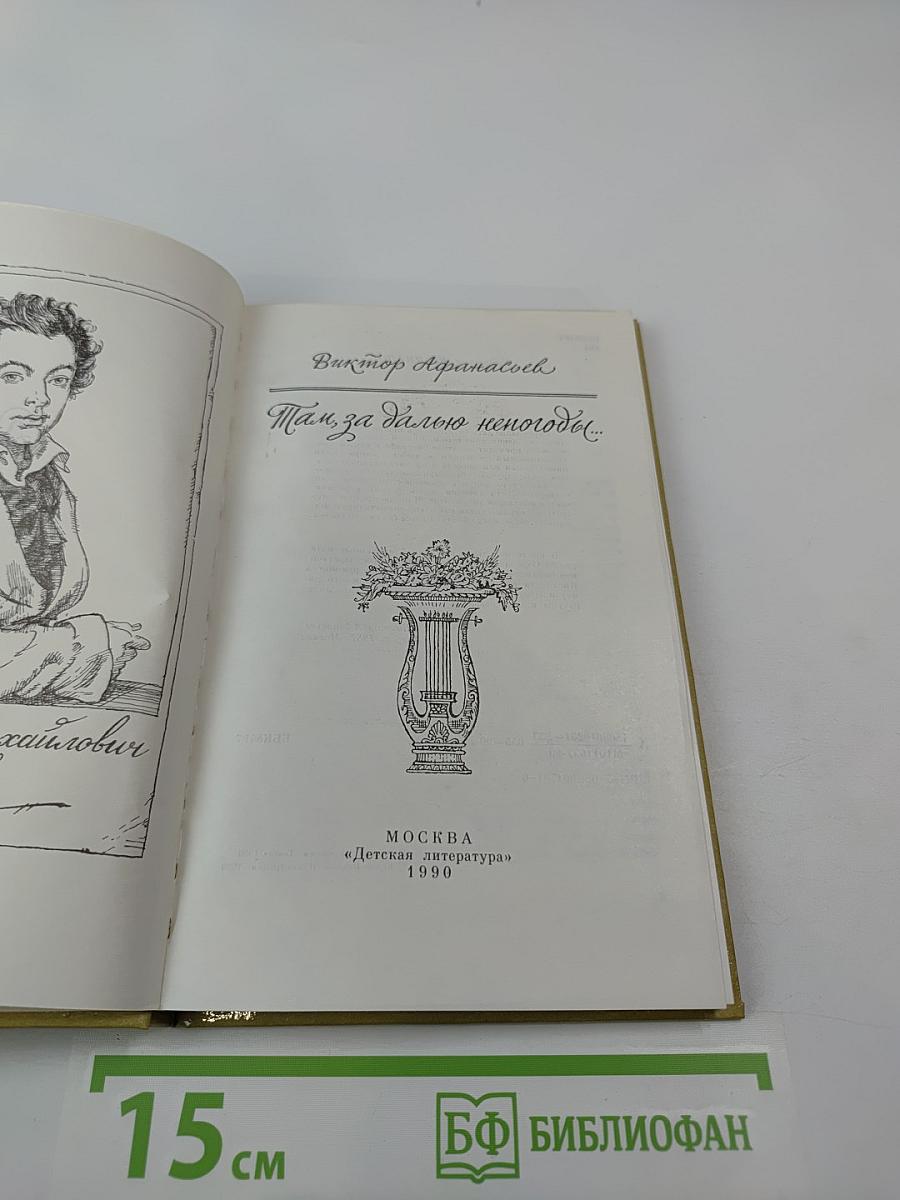 хайлович
Виктор Афанасьев
Там, за далью непогоды...
МОСКВА
«Детская литература»
1990
15 см
БФ БИБЛИОФАН